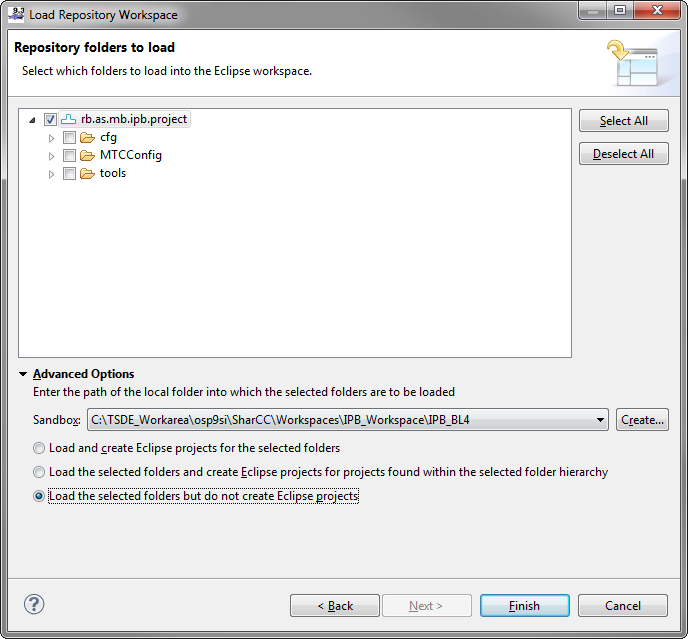 9.3 Load Repository Workspace
Repository folders to load
Select which folders to load into the Eclipse workspace.
rb.as.mb.ipb.project
cfg
MTCConfig
tools
Select All
Deselect All
Advanced Options
Enter the path of the local folder into which the selected folders are to be loaded
Sandbox: C:\TSDE_Workarea\osp9si\SharCC\Workspaces\IPB_Workspace\IPB_BL4 Create...
Load and create Eclipse projects for the selected folders
Load the selected folders and create Eclipse projects for projects found within the selected folder hierarchy
Load the selected folders but do not create Eclipse projects
? < Back Next > Finish Cancel